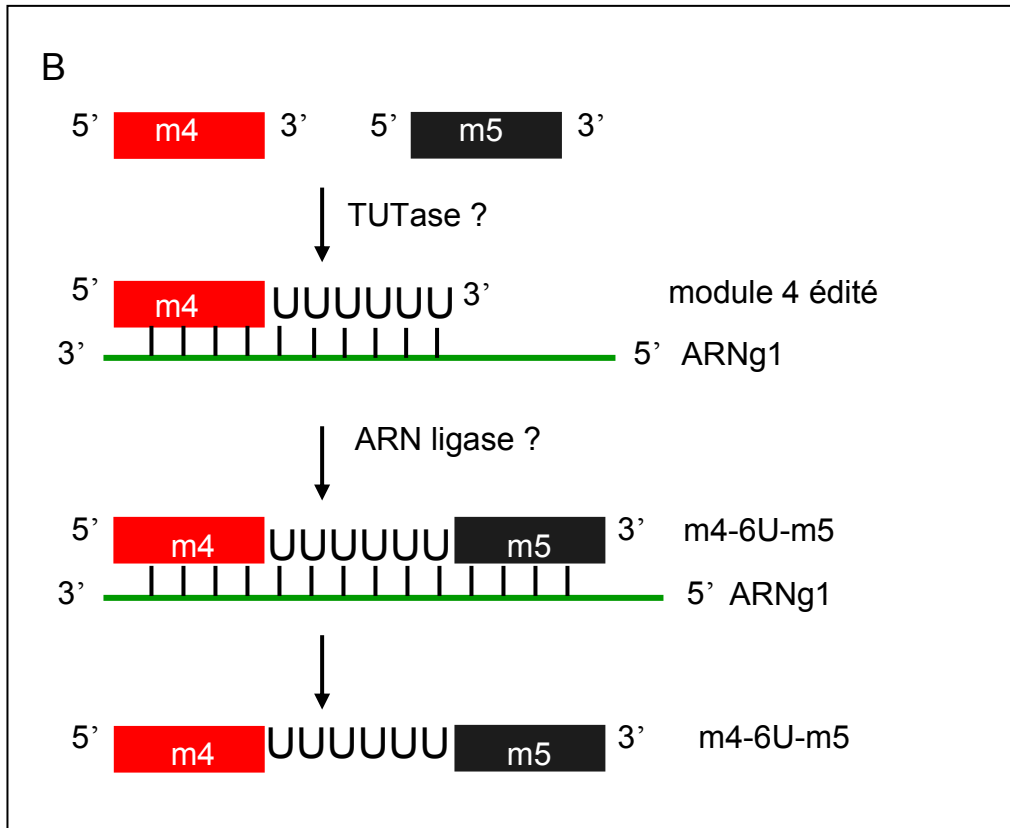 B
5’ m4 3’ 5’ m5 3’
TUTase ?
5’ m4 UUUUUU 3’ module 4 édité
3’ 5’ ARNg1
ARN ligase ?
5’ m4 UUUUUU m5 3’ m4-6U-m5
3’ 5’ ARNg1
5’ m4 UUUUUU m5 3’ m4-6U-m5